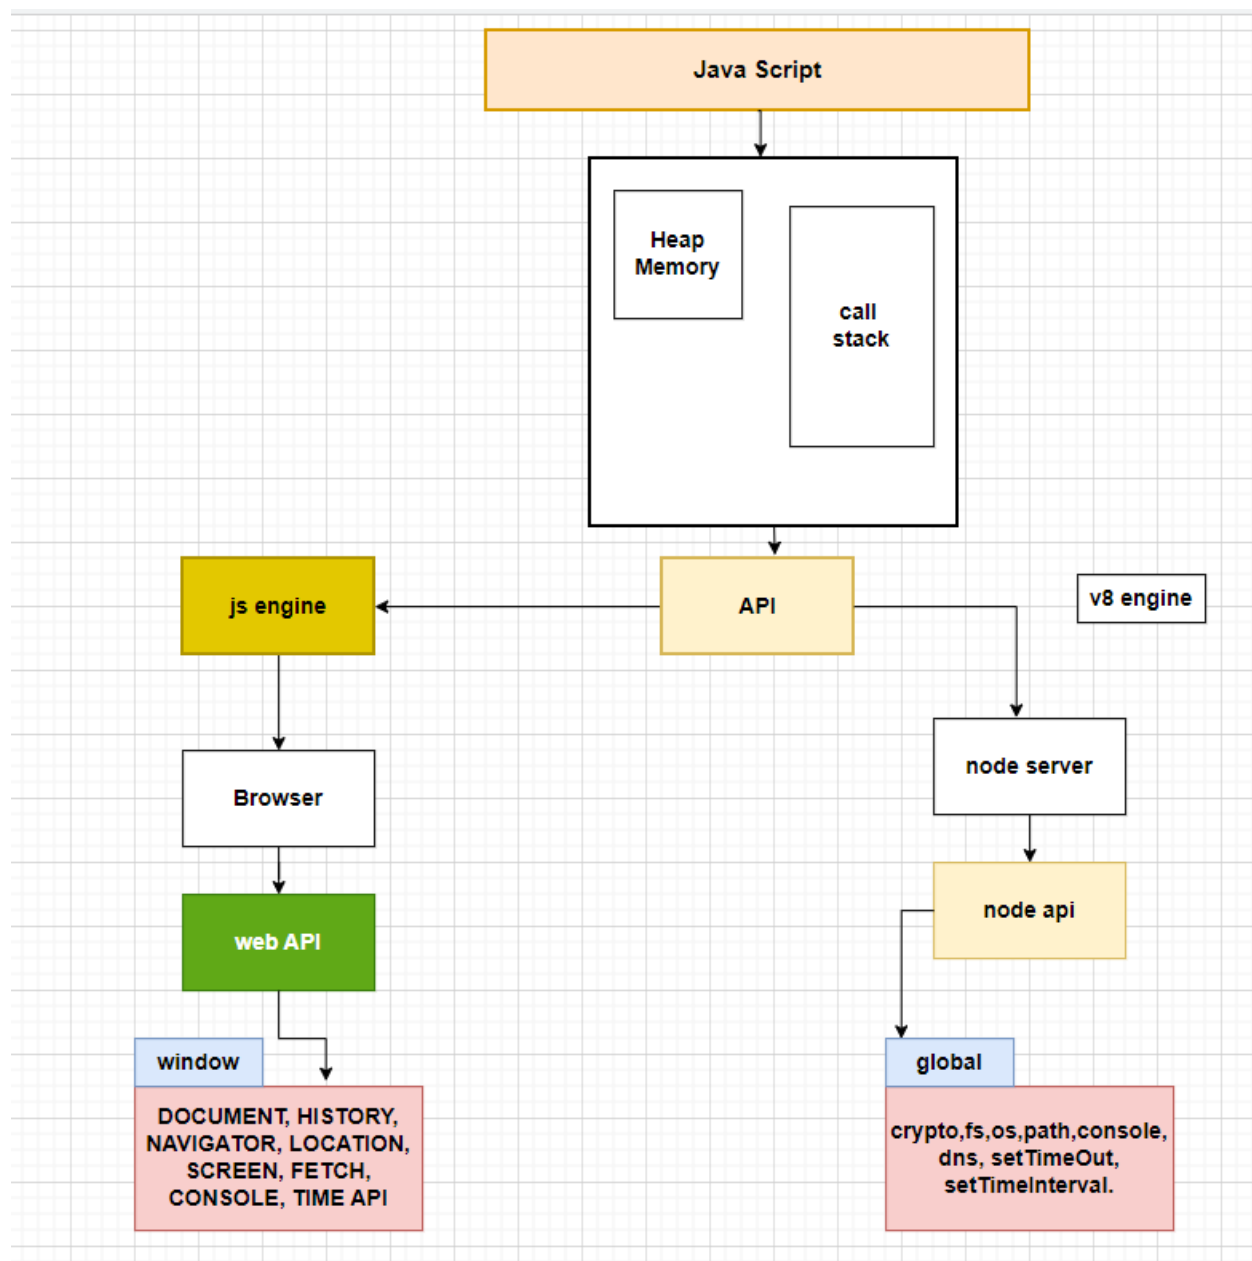 Java Script
Heap
Memory
call
stack
js engine
API
v8 engine
Browser
node server
web API
node api
window
DOCUMENT, HISTORY,
NAVIGATOR, LOCATION,
SCREEN, FETCH,
CONSOLE, TIME API
global
crypto,fs,os,path,console,
dns, setTimeOut,
setTimeInterval.